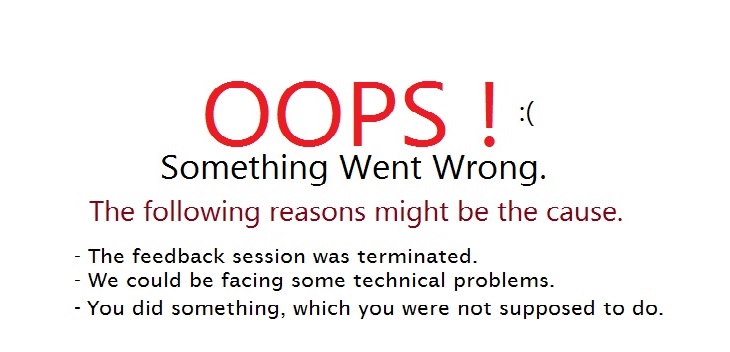 OOPS ! :(
Something Went Wrong.
The following reasons might be the cause.
- The feedback session was terminated.
- We could be facing some technical problems.
- You did something, which you were not supposed to do.